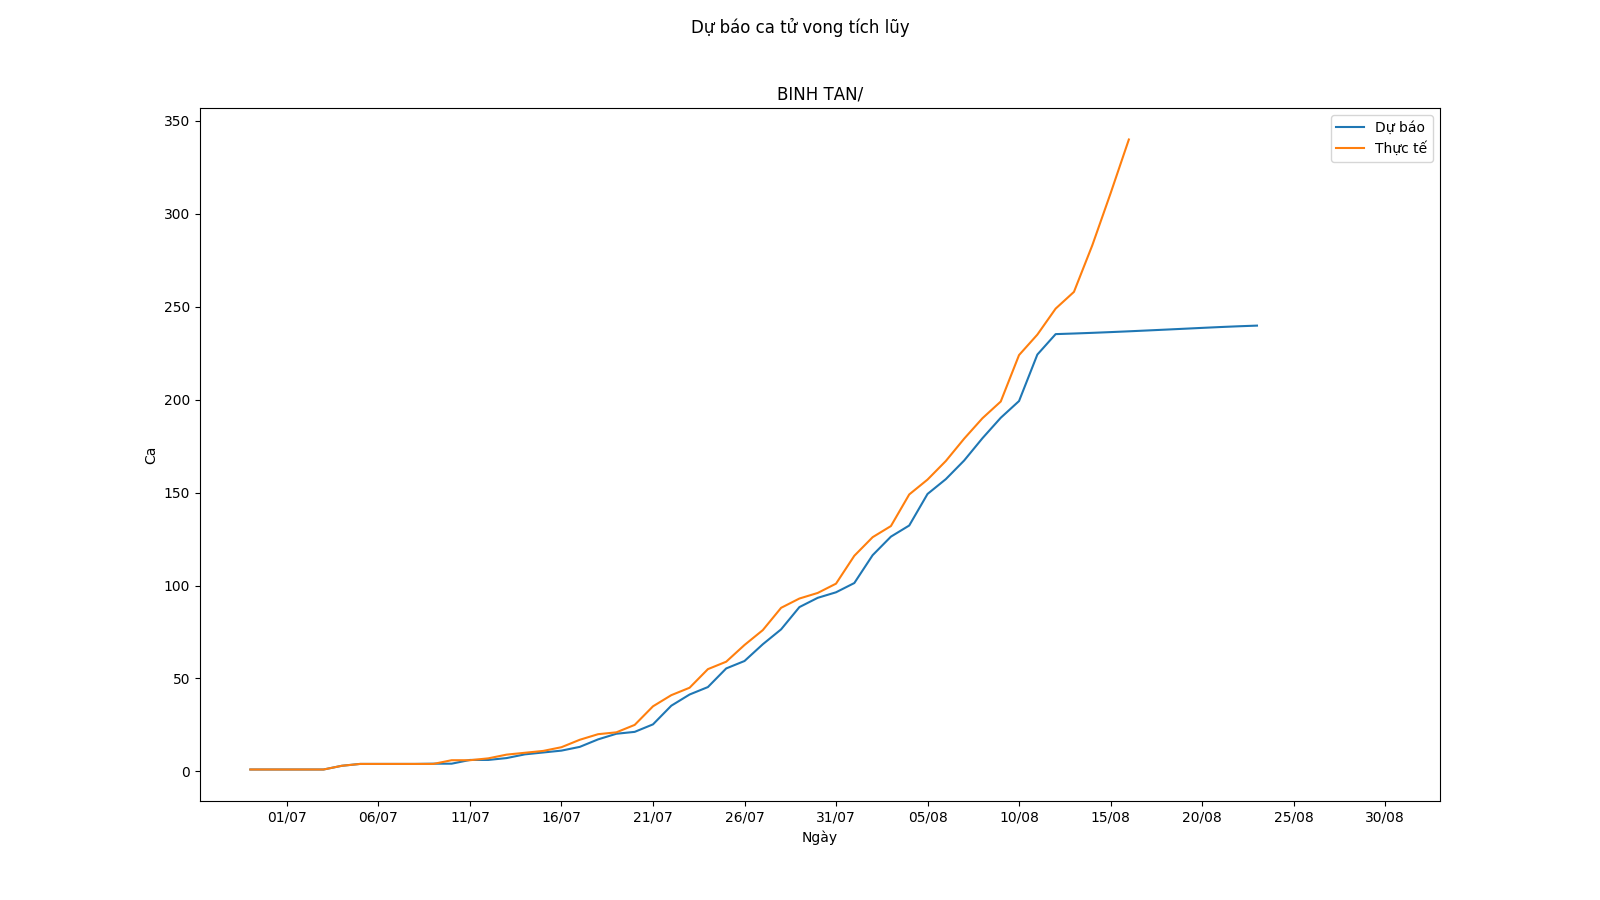 Dự báo ca tử vong tích lũy
BINH TAN/
Dự báo
Thực tế
350
300
250
200
150
100
50
0
Ca
01/07 06/07 11/07 16/07 21/07 26/07 31/07 05/08 10/08 15/08 20/08 25/08 30/08
Ngày